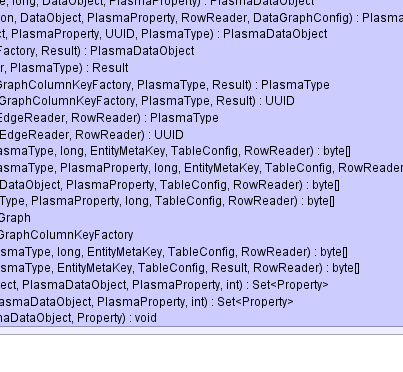 e, long, DataObject, PlasmaProperty) : PlasmaDataObject
on, DataObject, PlasmaProperty, RowReader, DataGraphConfig) : Plasma
ct, PlasmaProperty, UUID, PlasmaType) : PlasmaDataObject
Factory, Result) : PlasmaDataObject
r, PlasmaType) : Result
GraphColumnKeyFactory, PlasmaType, Result) : PlasmaType
GraphColumnKeyFactory, PlasmaType, Result) : UUID
EdgeReader, RowReader) : PlasmaType
EdgeReader, RowReader) : UUID
asmaType, long, EntityMetaKey, TableConfig, RowReader) : byte[]
asmaType, PlasmaProperty, long, EntityMetaKey, TableConfig, RowReader
DataObject, PlasmaProperty, TableConfig, RowReader) : byte[]
Type, PlasmaProperty, long, TableConfig, RowReader) : byte[]
Graph
GraphColumnKeyFactory
asmaType, long, EntityMetaKey, TableConfig, RowReader) : byte[]
asmaType, EntityMetaKey, TableConfig, Result, RowReader) : byte[]
ect, PlasmaDataObject, PlasmaProperty, int) : Set<Property>
lasmaDataObject, PlasmaProperty, int) : Set<Property>
maDataObject, Property) : void